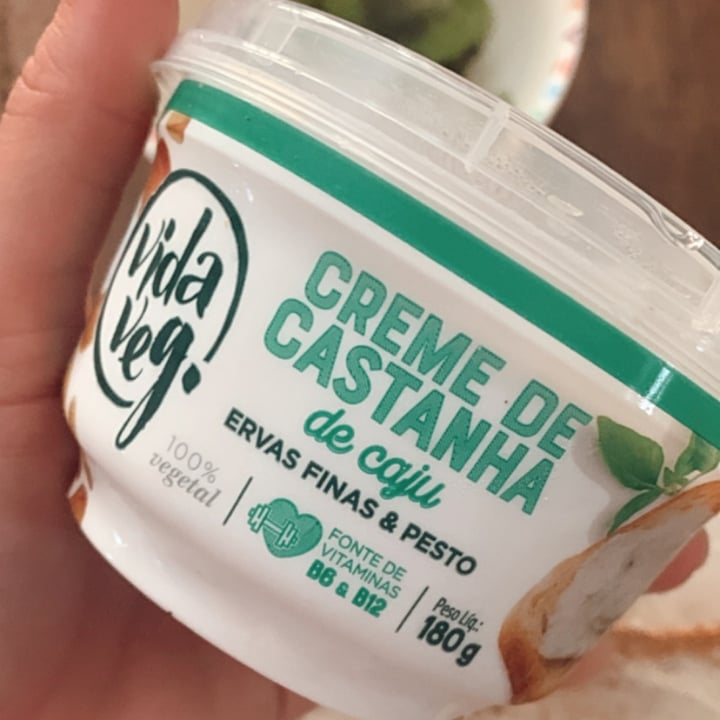 vida
veg.
100%
vegetal
CREME DE
CASTANHA
de caju
ERVAS FINAS & PESTO
FONTE DE
VITAMINAS
B6 & B12
Peso Líq.:
180g